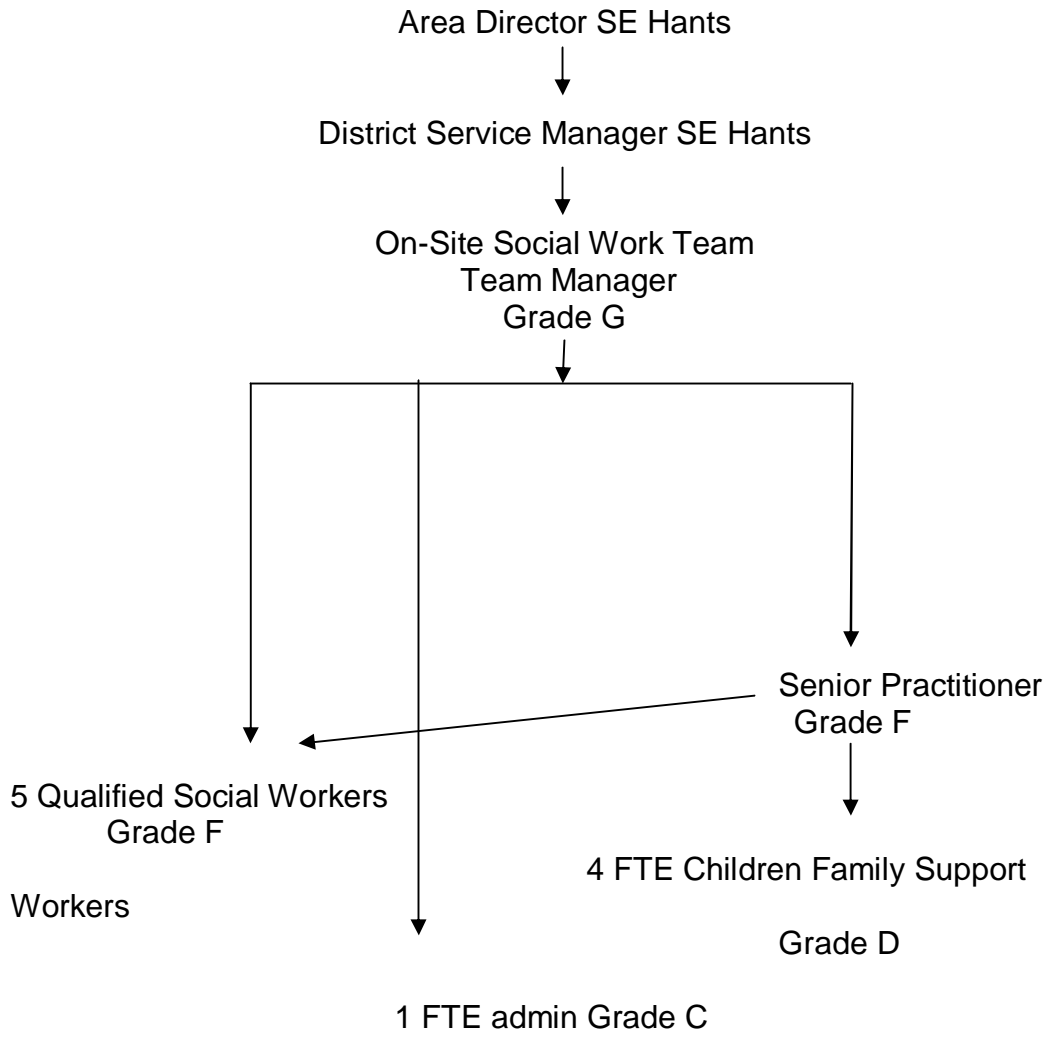 Area Director SE Hants
District Service Manager SE Hants
On-Site Social Work Team
Team Manager
Grade G
Senior Practitioner
Grade F
5 Qualified Social Workers
Grade F
4 FTE Children Family Support
Workers
Grade D
1 FTE admin Grade C